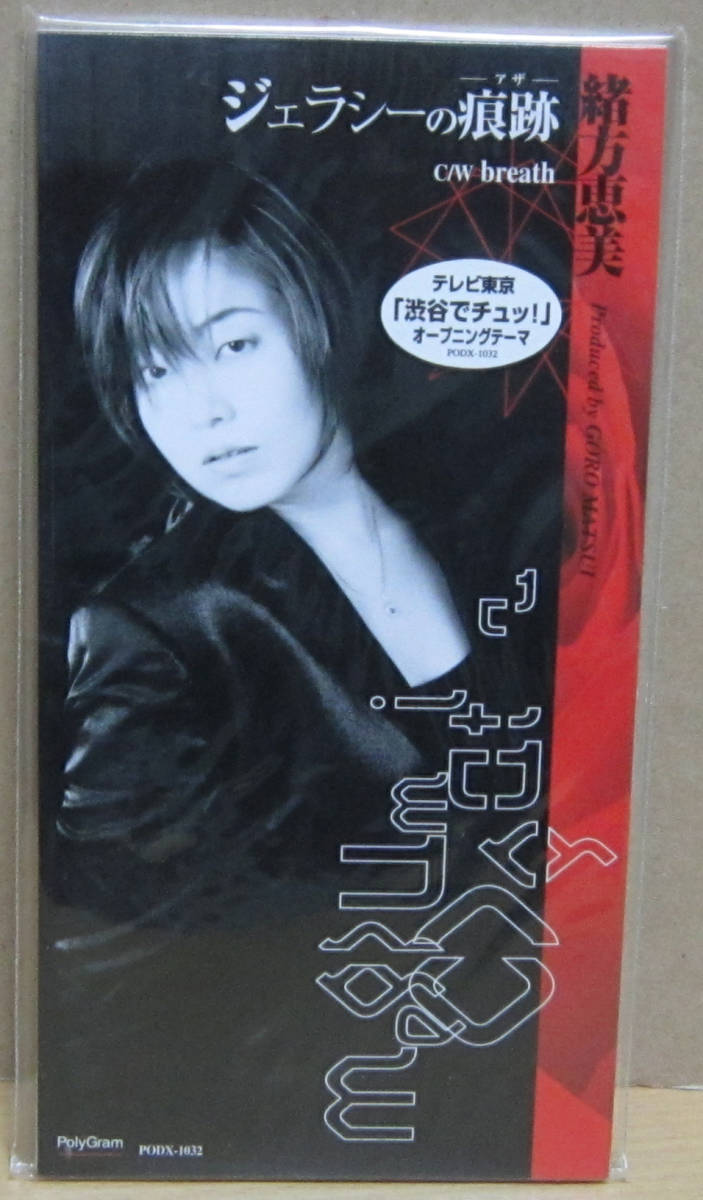 アザ
ジェラシーの痕跡
C/W breath
緒方恵美
Produced by GORO MATSUI
テレビ東京
「渋谷でチュッ!」
オープニングテーマ
PODX-1032
PolyGram
PODX-1032